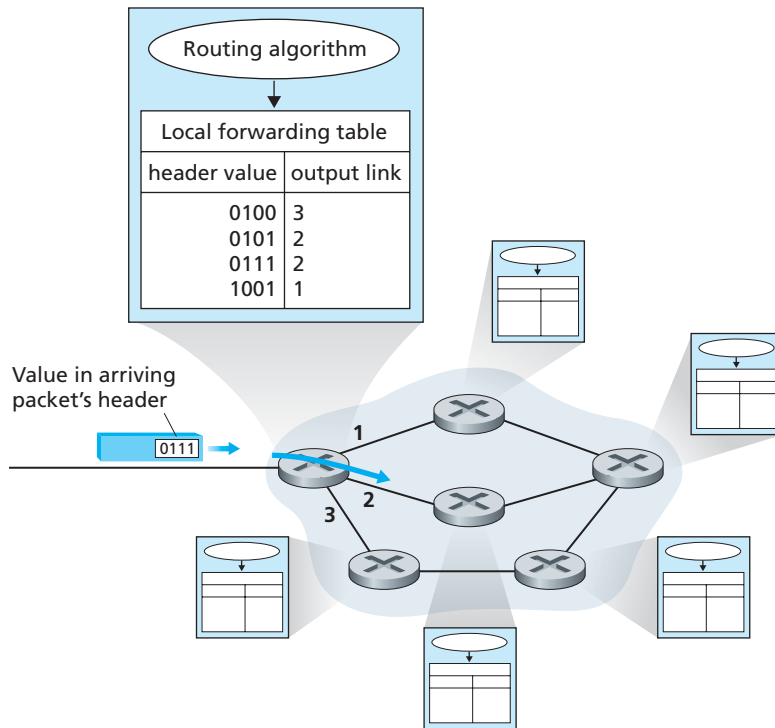 Routing algorithm
Local forwarding table
header value output link
0100 3
0101 2
0111 2
1001 1
Value in arriving
packet's header
0111
1
2
3